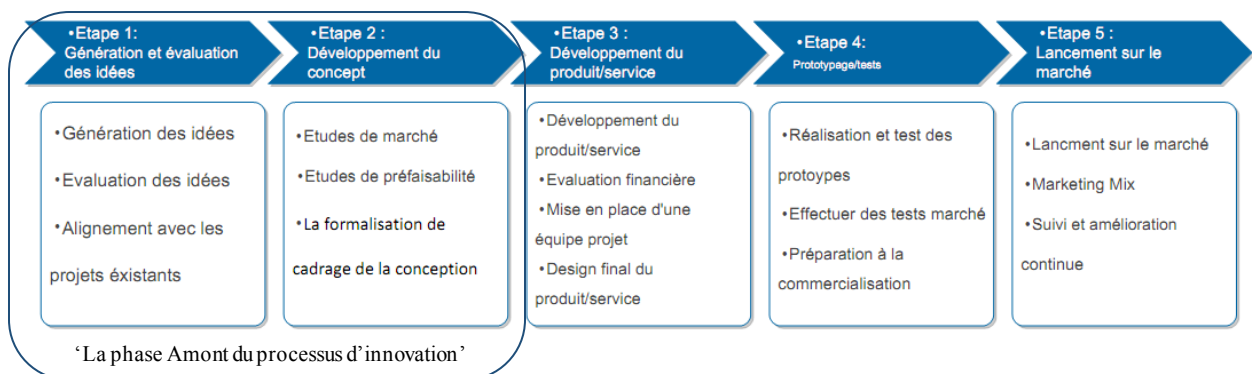 •Etape 1:
Génération et évaluation
des idées
•Etape 2 :
Développement du
concept
•Etape 3 :
Développement du
produit/service
•Etape 4:
Prototypage/tests
•Etape 5 :
Lancement sur le
marché
•Génération des idées
•Evaluation des idées
•Alignement avec les
projets éxistants
•Etudes de marché
•Etudes de préfaisabilité
•La formalisation de
cadrage de la conception
•Développement du
produit/service
•Evaluation financière
•Mise en place d'une
équipe projet
•Design final du
produit/service
•Réalisation et test des
protoypes
•Effectuer des tests marché
•Préparation à la
commercialisation
•Lancment sur le marché
•Marketing Mix
•Suivi et amélioration
continue
‘La phase Amont du processus d’innovation’